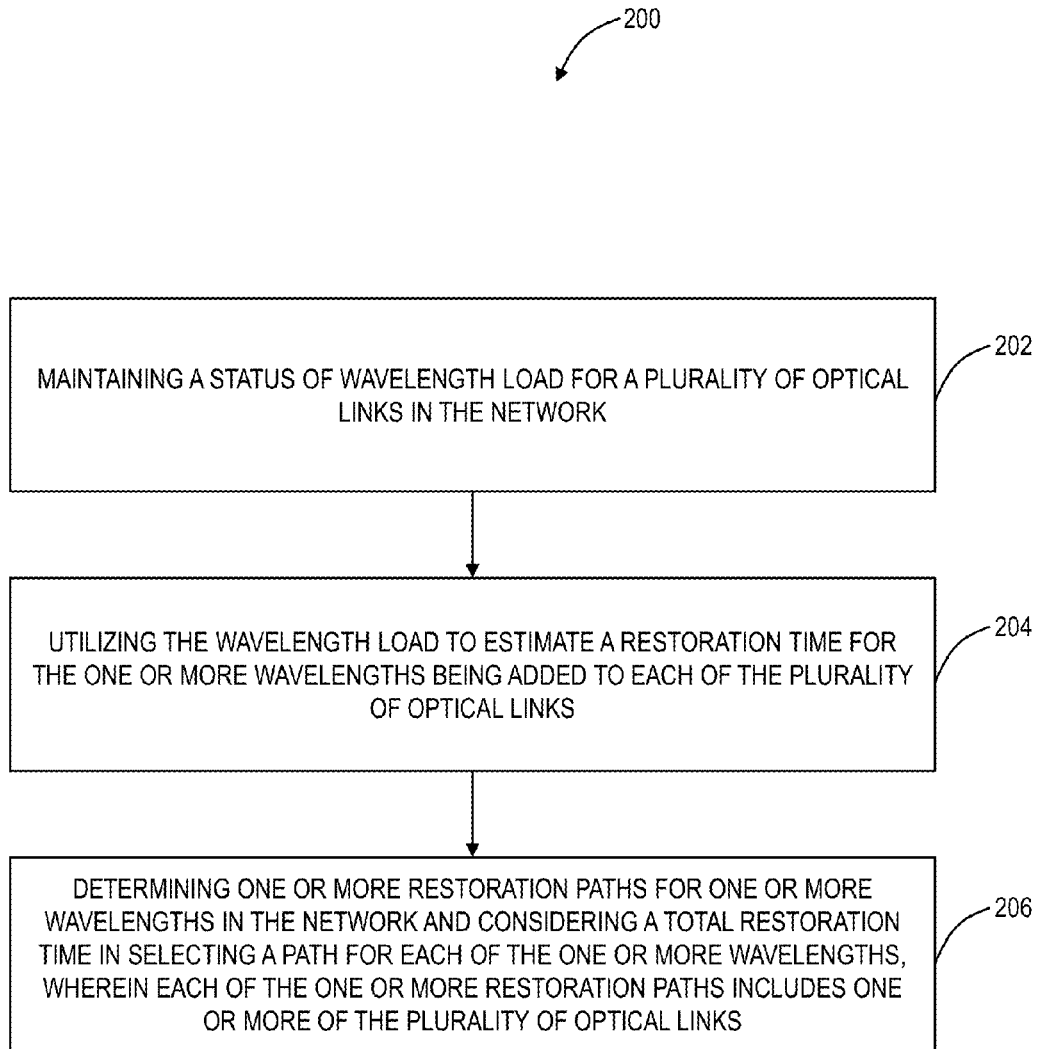 200
MAINTAINING A STATUS OF WAVELENGTH LOAD FOR A PLURALITY OF OPTICAL
LINKS IN THE NETWORK
202
UTILIZING THE WAVELENGTH LOAD TO ESTIMATE A RESTORATION TIME FOR
THE ONE OR MORE WAVELENGTHS BEING ADDED TO EACH OF THE PLURALITY
OF OPTICAL LINKS
204
DETERMINING ONE OR MORE RESTORATION PATHS FOR ONE OR MORE
WAVELENGTHS IN THE NETWORK AND CONSIDERING A TOTAL RESTORATION
TIME IN SELECTING A PATH FOR EACH OF THE ONE OR MORE WAVELENGTHS,
WHEREIN EACH OF THE ONE OR MORE RESTORATION PATHS INCLUDES ONE
OR MORE OF THE PLURALITY OF OPTICAL LINKS
206